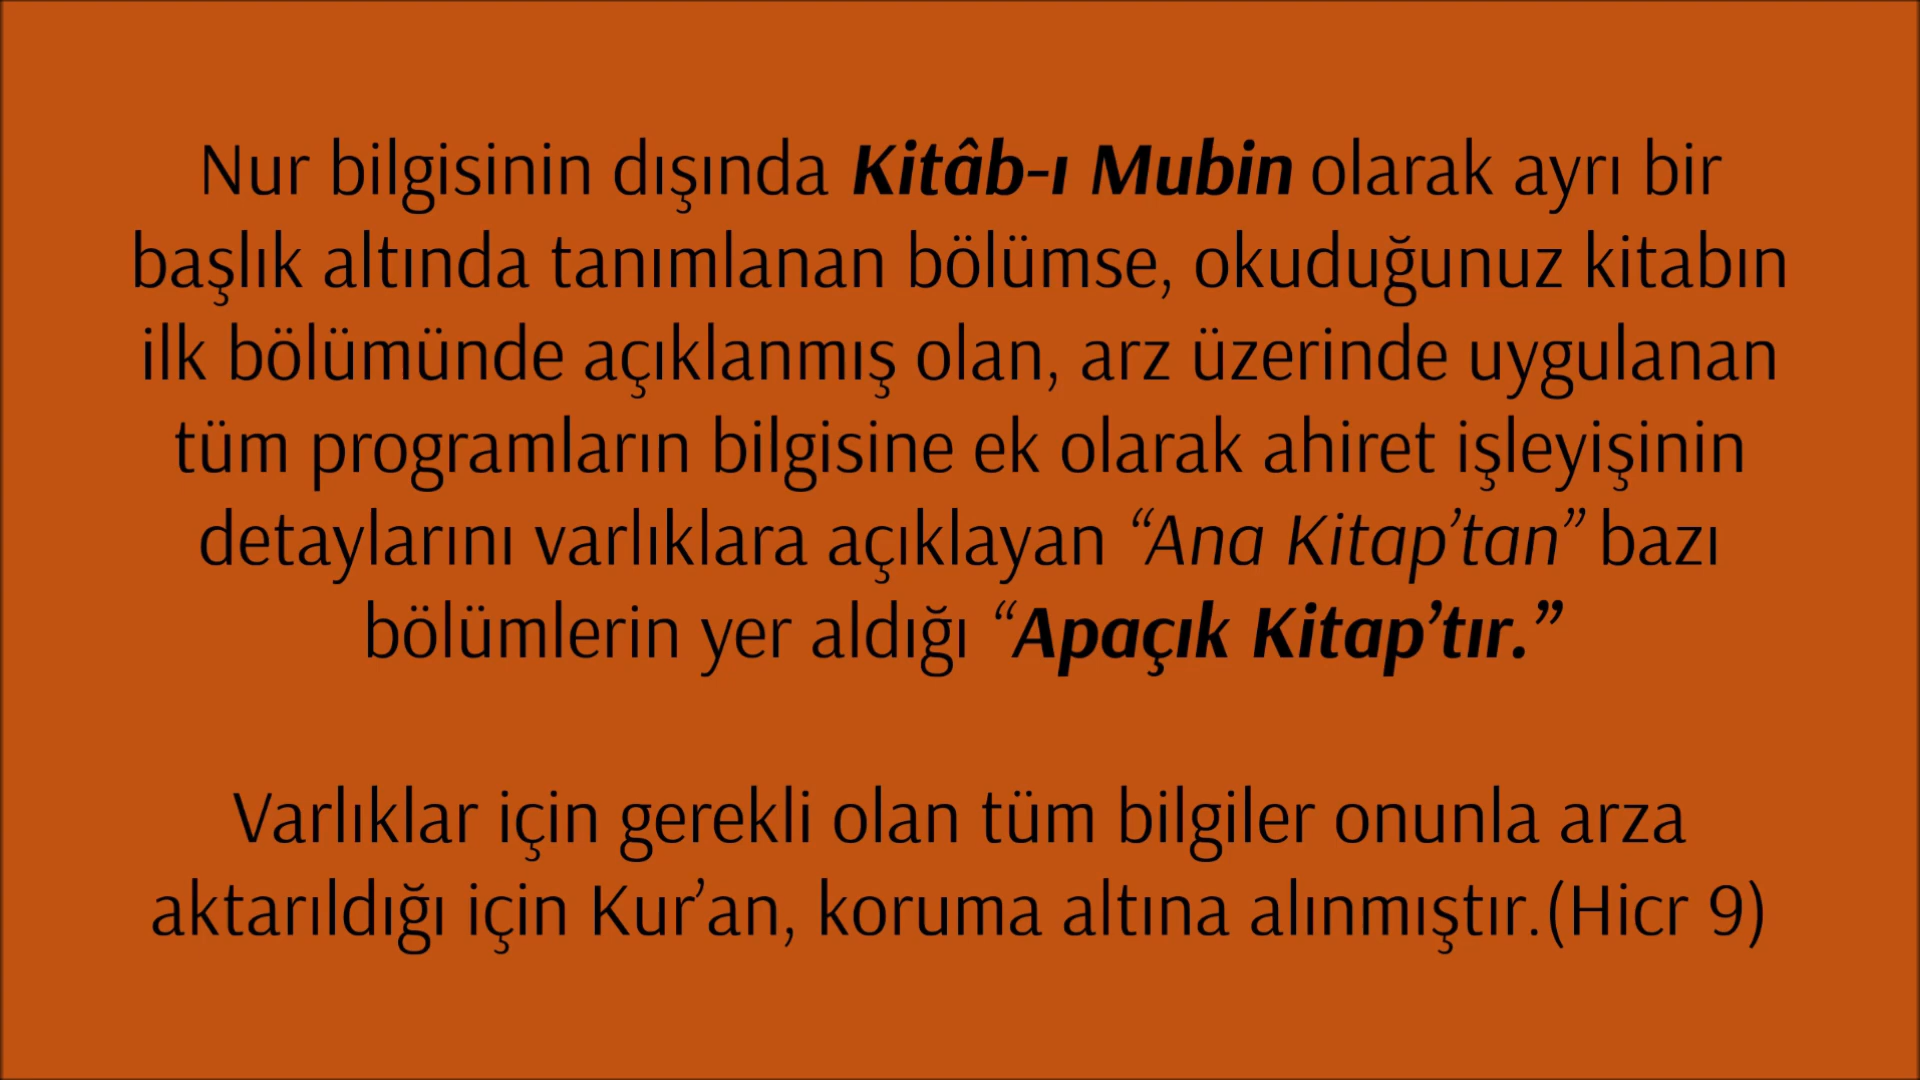 Nur bilgisinin dışında Kitâb-ı Mubin olarak ayrı bir
başlık altında tanımlanan bölümse, okuduğunuz kitabın
ilk bölümünde açıklanmış olan, arz üzerinde uygulanan
tüm programların bilgisine ek olarak ahiret işleyişinin
detaylarını varlıklara açıklayan “Ana Kitap’tan” bazı
bölümlerin yer aldığı “Apaçık Kitap’tır.”
Varlıklar için gerekli olan tüm bilgiler onunla arza
aktarıldığı için Kur’an, koruma altına alınmıştır.(Hicr 9)